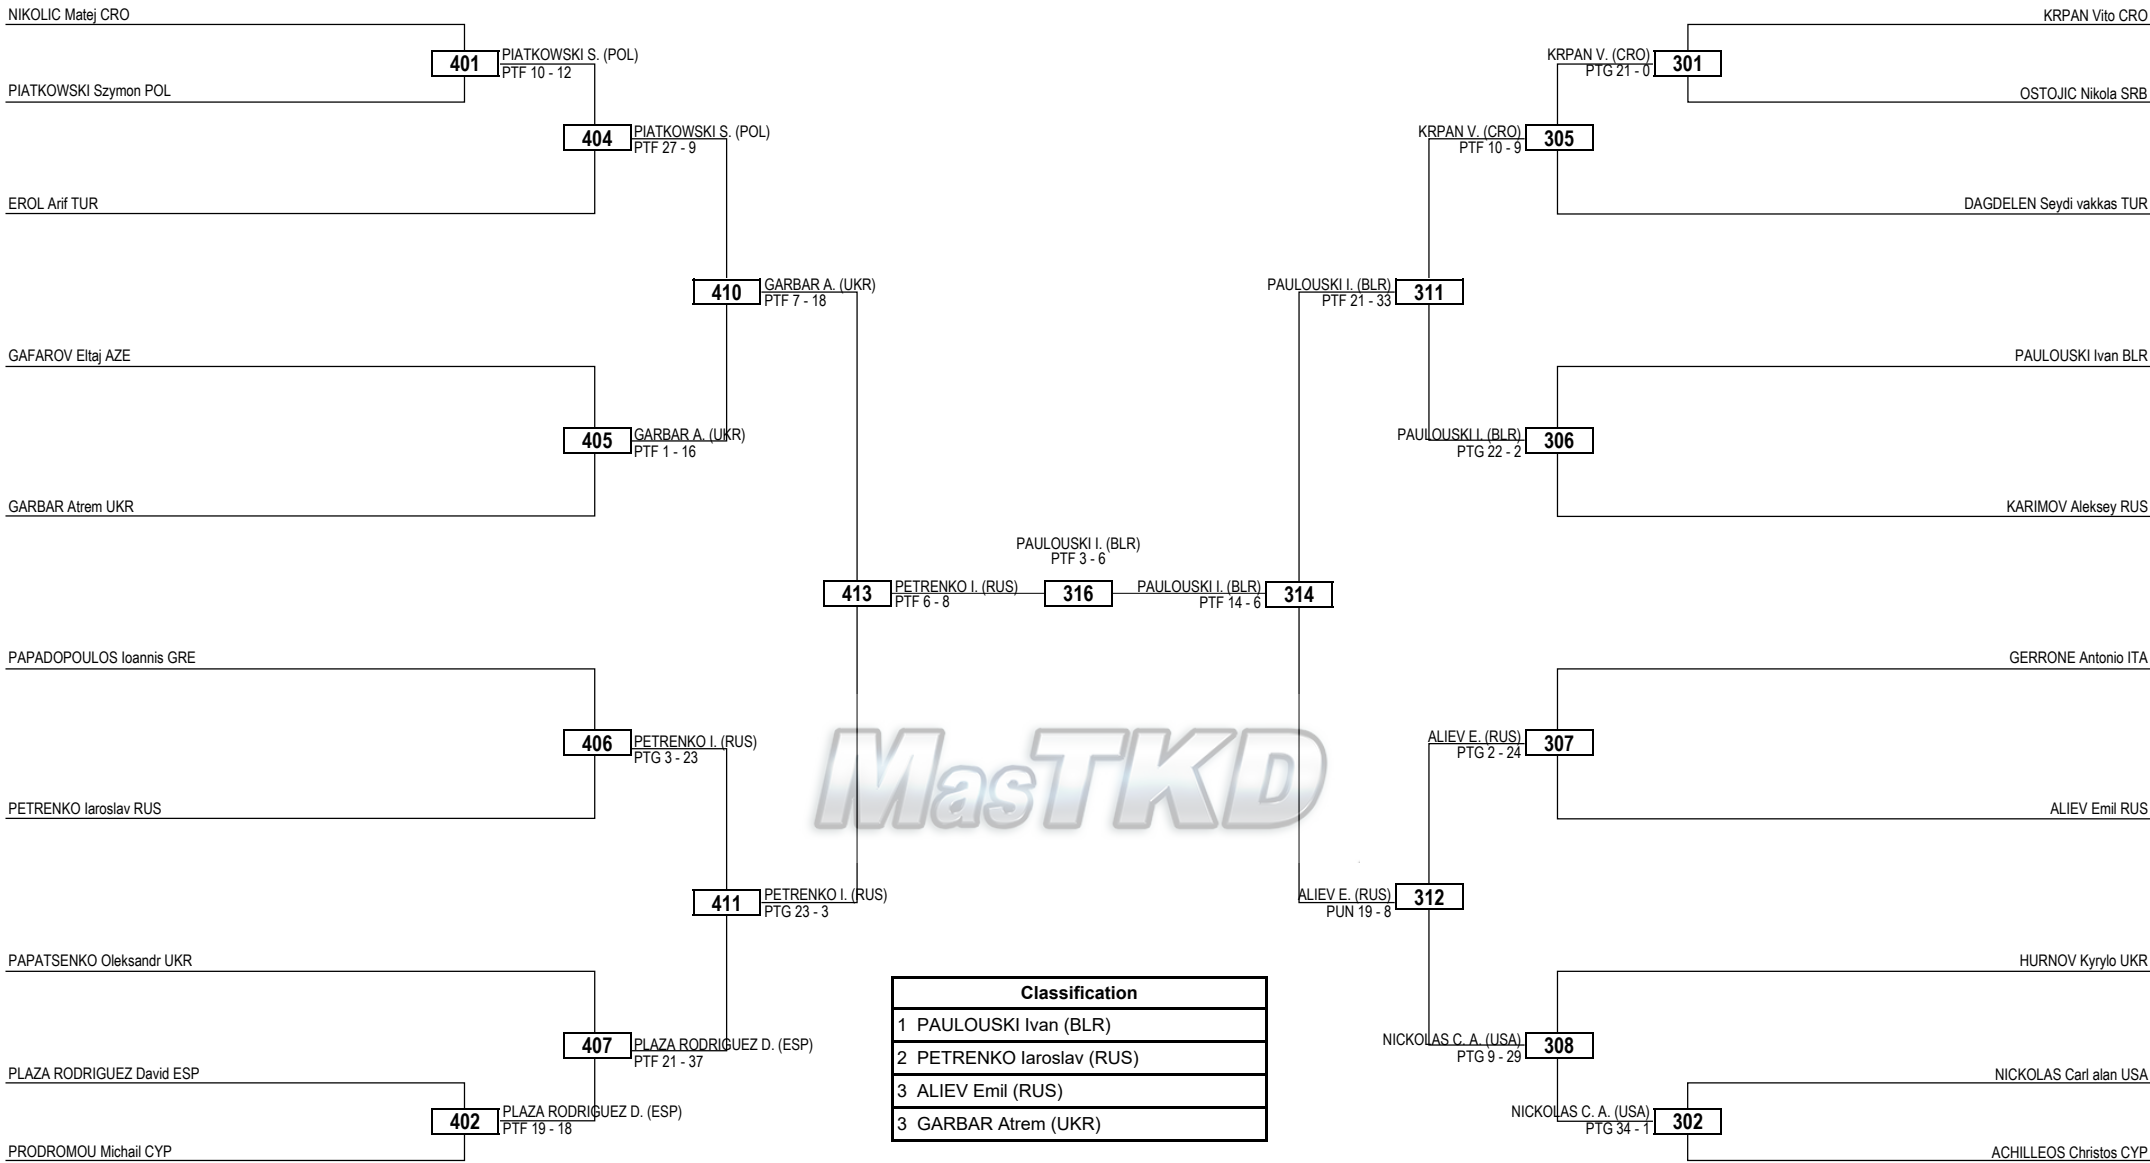 NIKOLIC Matej CRO
KRPAN Vito CRO
401
PIATKOWSKI S. (POL)
PTF 10 - 12
KRPAN V. (CRO)
PTG 21 - 0
301
PIATKOWSKI Szymon POL
OSTOJIC Nikola SRB
404
PIATKOWSKI S. (POL)
PTF 27 - 9
KRPAN V. (CRO)
PTF 10 - 9
305
EROL Arif TUR
DAGDELEN Seydi vakkas TUR
410
GARBAR A. (UKR)
PTF 7 - 18
PAULOUSKI I. (BLR)
PTF 21 - 33
311
GAFAROV Eltaj AZE
PAULOUSKI Ivan BLR
405
GARBAR A. (UKR)
PTF 1 - 16
PAULOUSKI I. (BLR)
PTG 22 - 2
306
GARBAR Atrem UKR
KARIMOV Aleksey RUS
PAULOUSKI I. (BLR)
PTF 3 - 6
413
PETRENKO I. (RUS)
PTF 6 - 8
316
PAULOUSKI I. (BLR)
PTF 14 - 6
314
PAPADOPOULOS Ioannis GRE
GERRONE Antonio ITA
406
PETRENKO I. (RUS)
PTG 3 - 23
MasTKD
ALIEV E. (RUS)
PTG 2 - 24
307
PETRENKO Iaroslav RUS
ALIEV Emil RUS
411
PETRENKO I. (RUS)
PTG 23 - 3
ALIEV E. (RUS)
PUN 19 - 8
312
PAPATSENKO Oleksandr UKR
HURNOV Kyrylo UKR
407
PLAZA RODRIGUEZ D. (ESP)
PTF 21 - 37
NICKOLAS C. A. (USA)
PTG 9 - 29
308
PLAZA RODRIGUEZ David ESP
NICKOLAS Carl alan USA
402
PLAZA RODRIGUEZ D. (ESP)
PTF 19 - 18
NICKOLAS C. A. (USA)
PTG 34 - 1
302
PRODROMOU Michail CYP
ACHILLEOS Christos CYP
Classification
1 PAULOUSKI Ivan (BLR)
2 PETRENKO Iaroslav (RUS)
3 ALIEV Emil (RUS)
3 GARBAR Atrem (UKR)